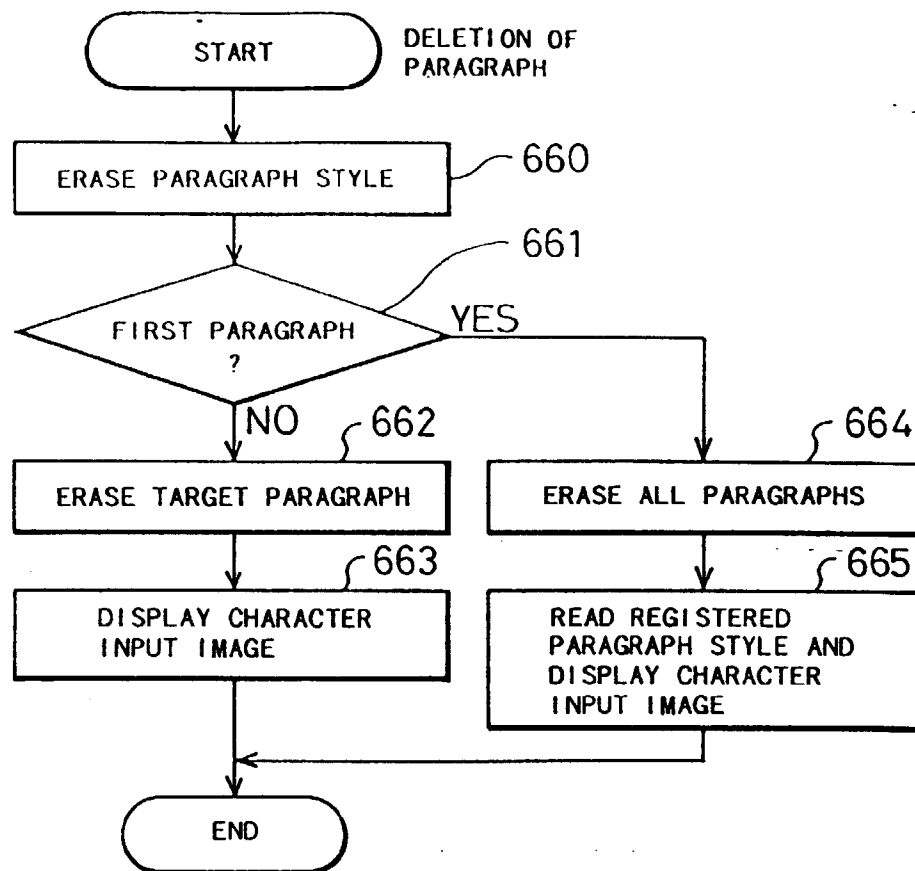 START
DELETION OF
PARAGRAPH
ERASE PARAGRAPH STYLE
660
661
FIRST PARAGRAPH
?
YES
NO
662
ERASE TARGET PARAGRAPH
664
ERASE ALL PARAGRAPHS
663
DISPLAY CHARACTER
INPUT IMAGE
665
READ REGISTERED
PARAGRAPH STYLE AND
DISPLAY CHARACTER
INPUT IMAGE
END